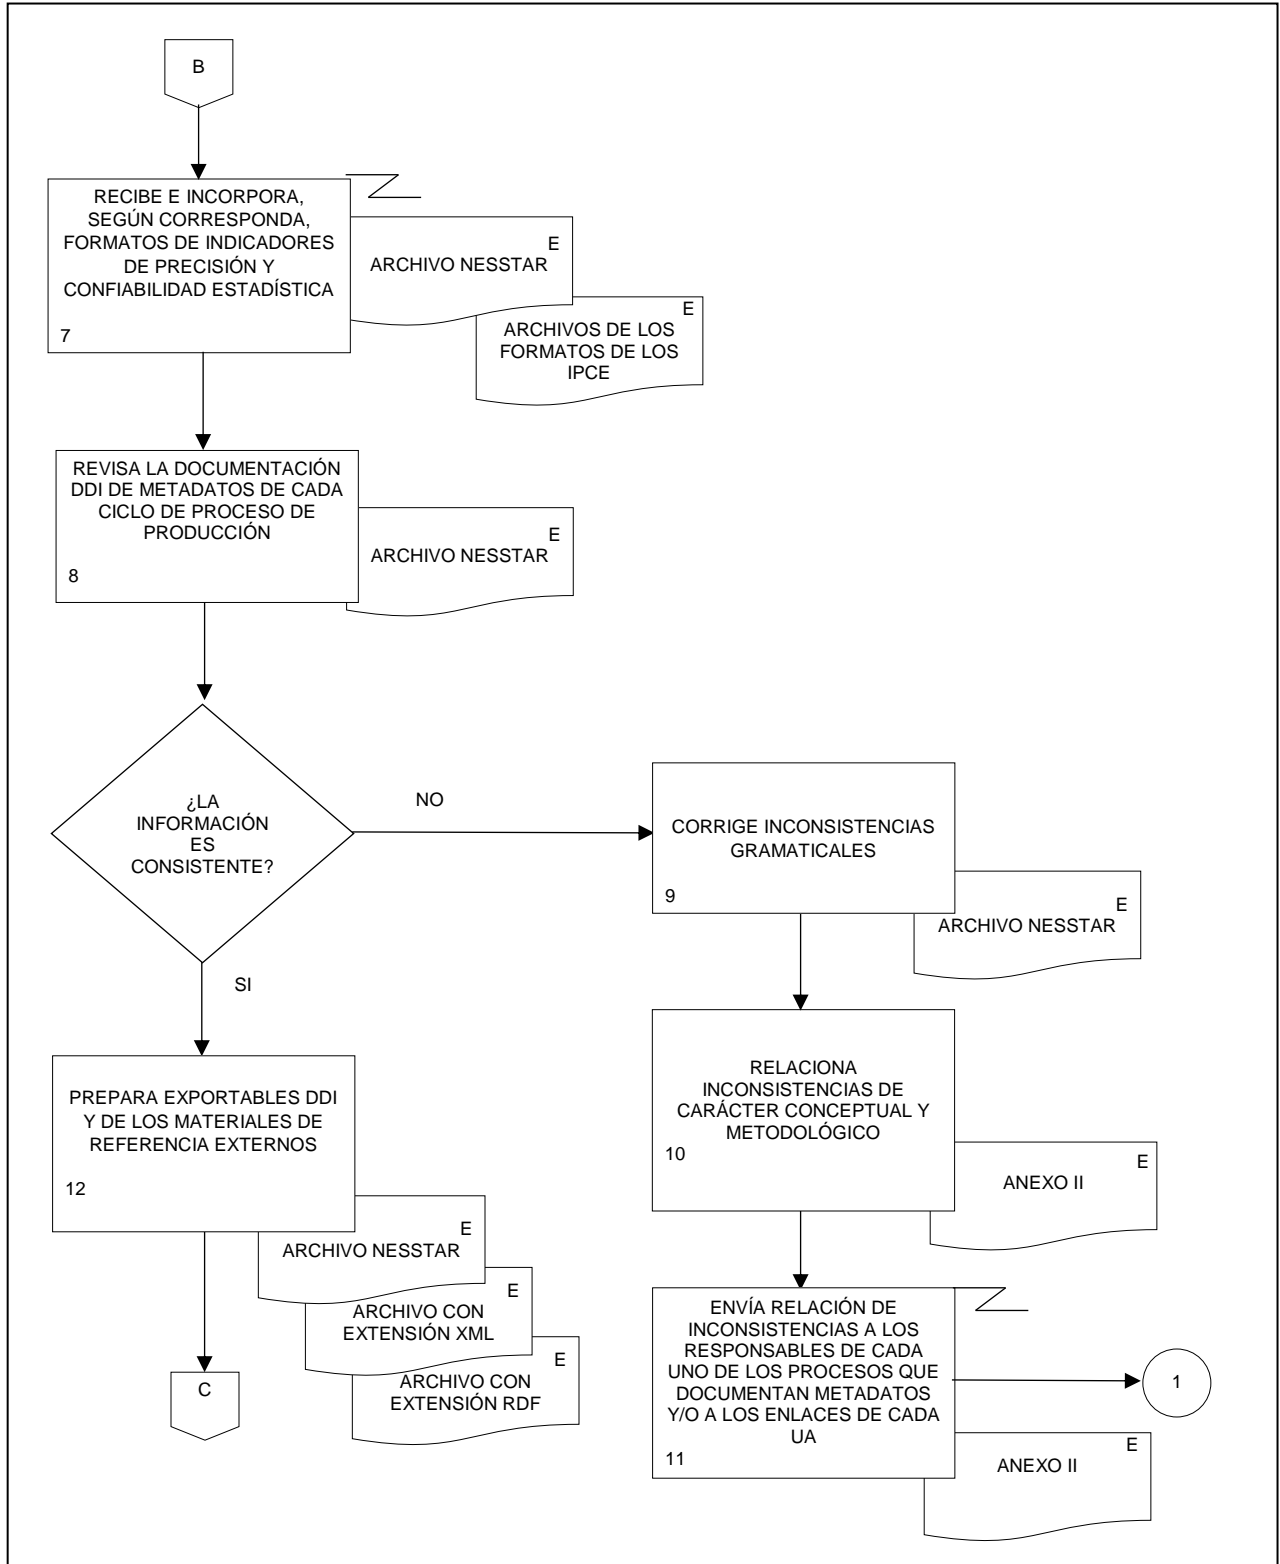 B
RECIBE E INCORPORA,
SEGÚN CORRESPONDA,
FORMATOS DE INDICADORES
DE PRECISIÓN Y
CONFIABILIDAD ESTADÍSTICA
7
E
ARCHIVO NESSTAR
E
ARCHIVOS DE LOS
FORMATOS DE LOS
IPCE
REVISA LA DOCUMENTACIÓN
DDI DE METADATOS DE CADA
CICLO DE PROCESO DE
PRODUCCIÓN
8
E
ARCHIVO NESSTAR
¿LA
INFORMACIÓN
ES
CONSISTENTE?
NO
CORRIGE INCONSISTENCIAS
GRAMATICALES
9
E
ARCHIVO NESSTAR
RELACIONA
INCONSISTENCIAS DE
CARÁCTER CONCEPTUAL Y
METODOLÓGICO
10
E
ANEXO II
ENVÍA RELACIÓN DE
INCONSISTENCIAS A LOS
RESPONSABLES DE CADA
UNO DE LOS PROCESOS QUE
DOCUMENTAN METADATOS
Y/O A LOS ENLACES DE CADA
UA
11
E
ANEXO II
1
SI
PREPARA EXPORTABLES DDI
Y DE LOS MATERIALES DE
REFERENCIA EXTERNOS
12
E
ARCHIVO NESSTAR
E
ARCHIVO CON
EXTENSIÓN XML
E
ARCHIVO CON
EXTENSIÓN RDF
C